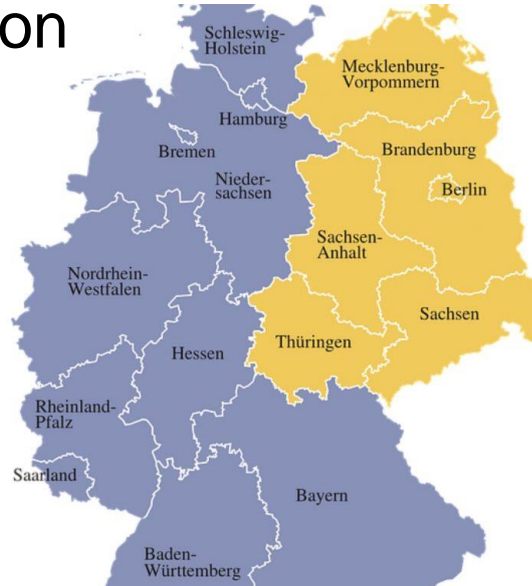 on
Schleswig-
Holstein
Mecklenburg-
Vorpommern
Hamburg
Bremen
Brandenburg
Nieder-
sachsen
Berlin
Sachsen-
Anhalt
Nordrhein-
Westfalen
Sachsen
Thüringen
Hessen
Rheinland-
Pfalz
Saarland
Bayern
Baden-
Württemberg